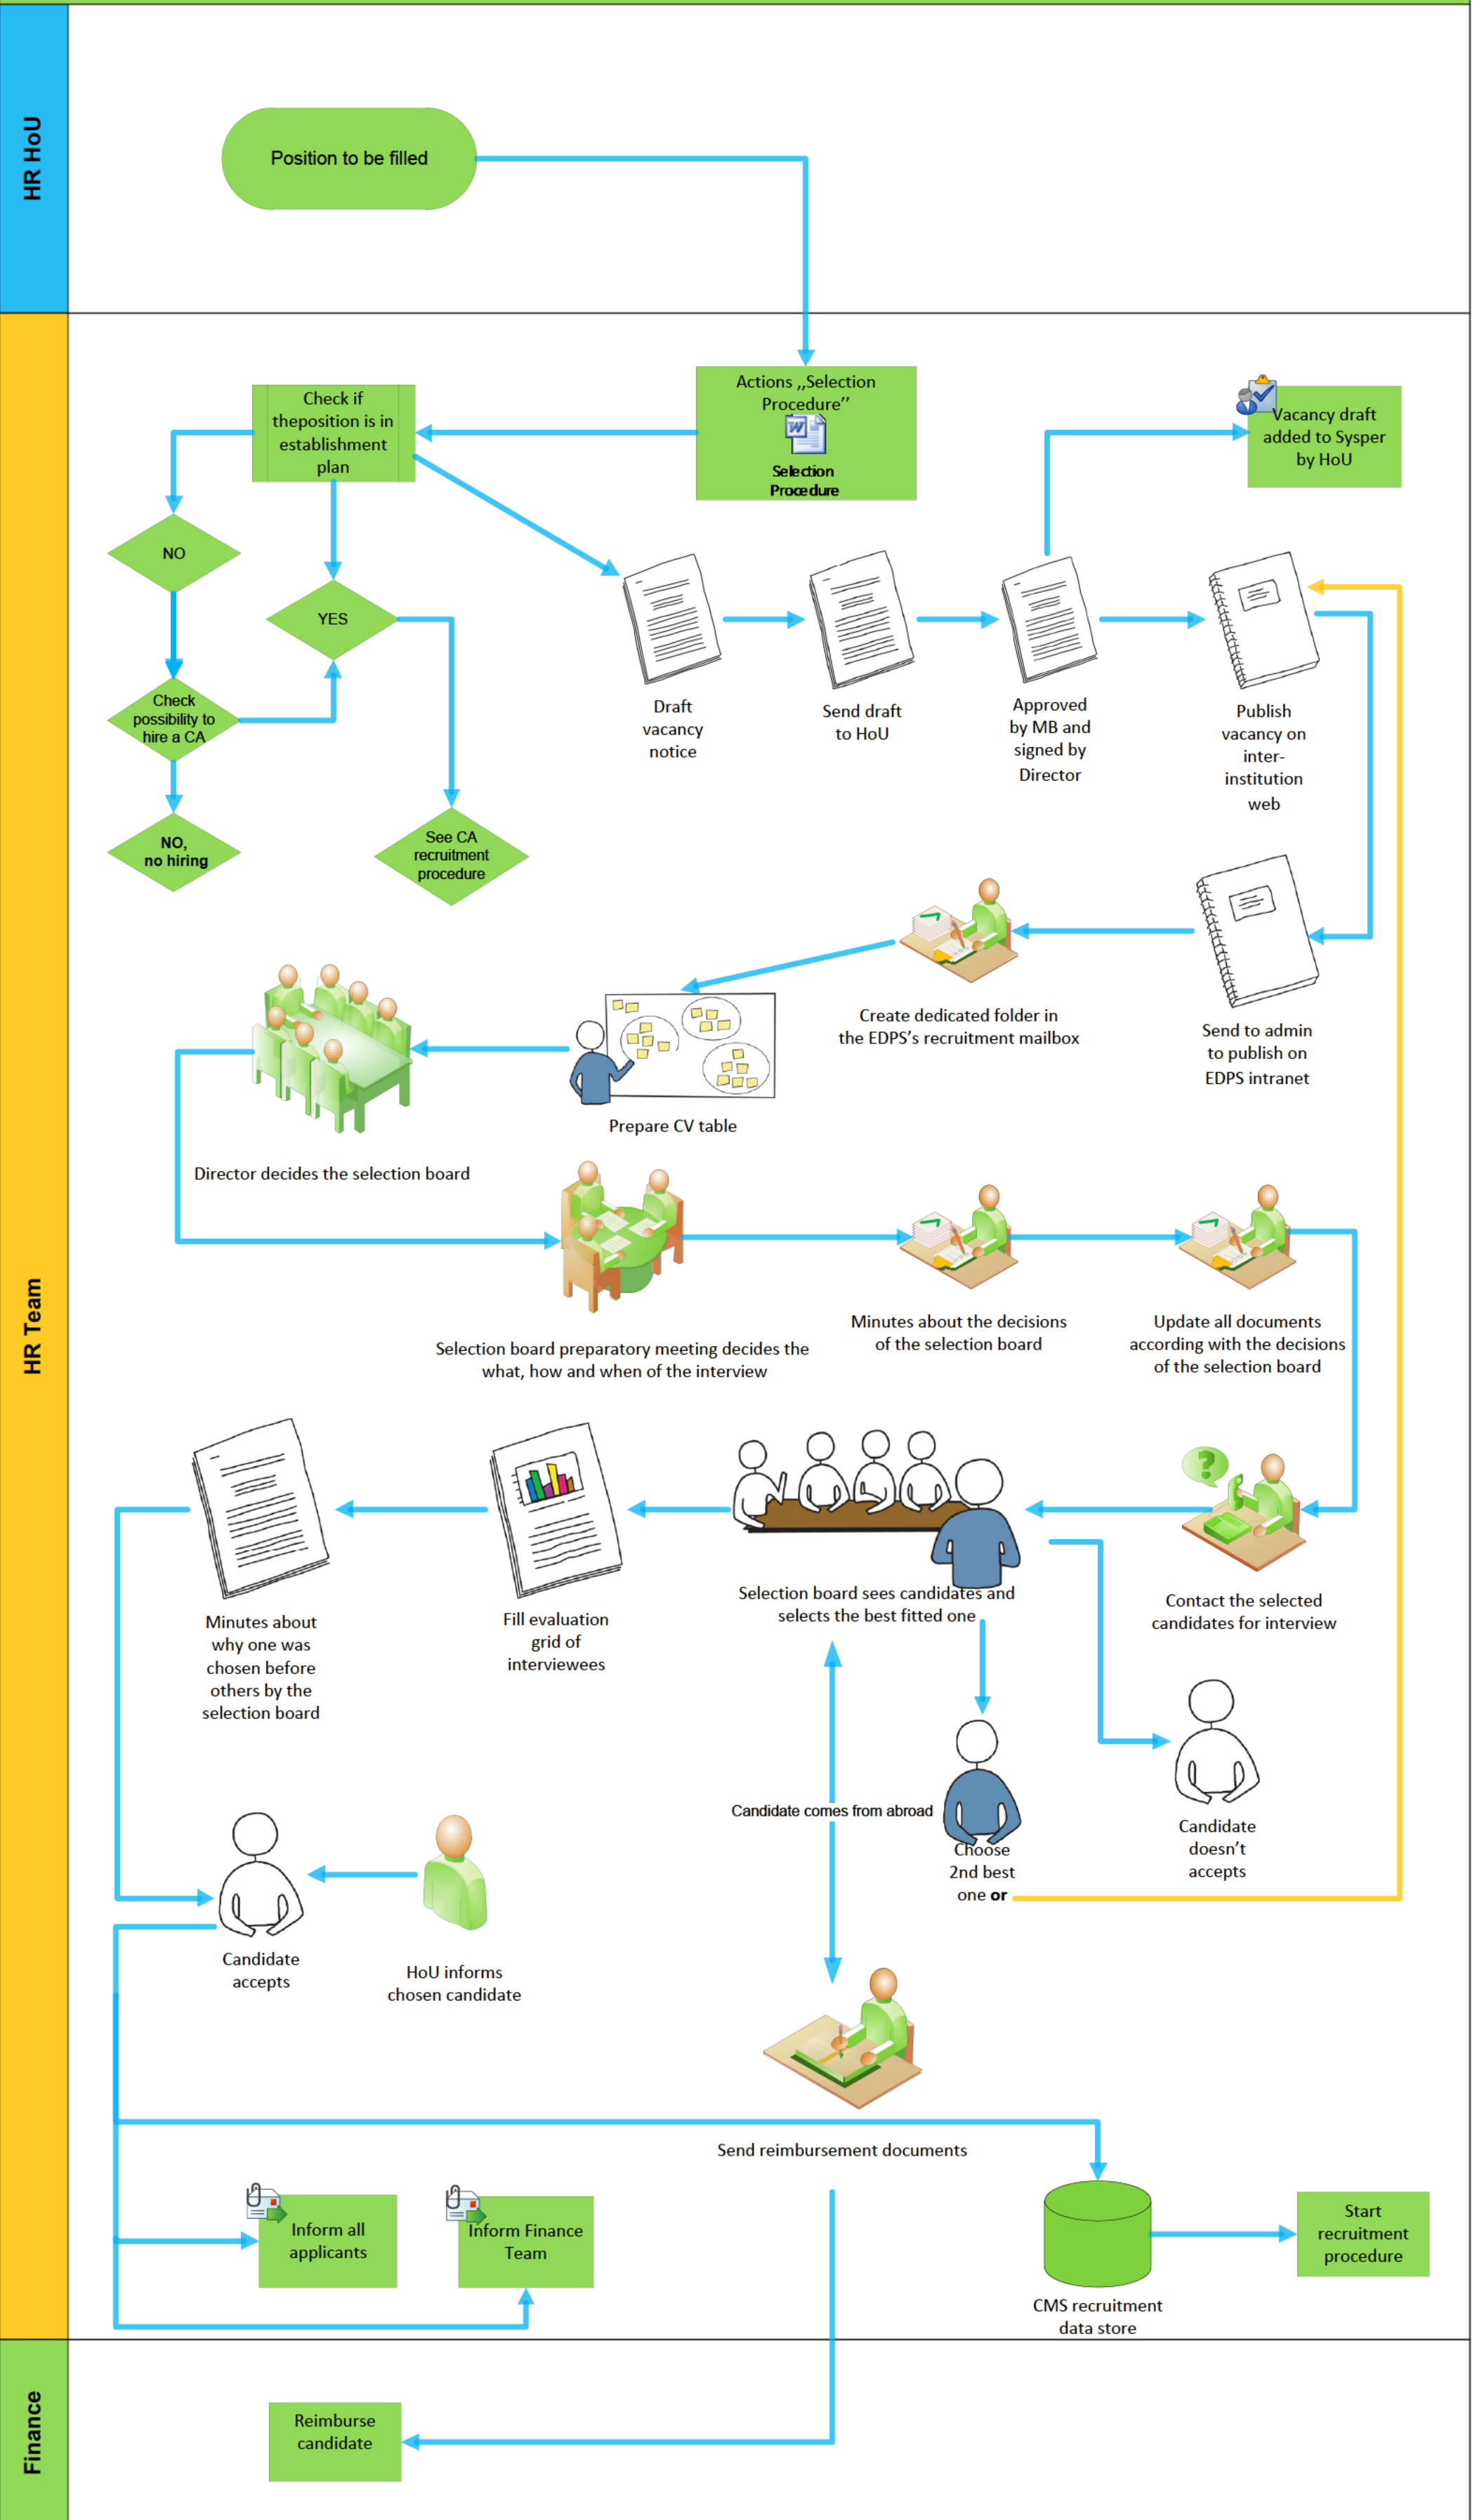 HR HoU
Position to be filled
HR Team
Check if
theposition is in
establishment
plan
Actions ,,Selection
Procedure’’
Selection
Procedure
Vacancy draft
added to Sysper
by HoU
NO
YES
Check
possibility to
hire a CA
NO,
no hiring
See CA
recruitment
procedure
Draft
vacancy
notice
Send draft
to HoU
Approved
by MB and
signed by
Director
Publish
vacancy on
inter-
institution
web
Create dedicated folder in
the EDPS’s recruitment mailbox
Send to admin
to publish on
EDPS intranet
Prepare CV table
Director decides the selection board
Selection board preparatory meeting decides the
what, how and when of the interview
Minutes about the decisions
of the selection board
Update all documents
according with the decisions
of the selection board
Minutes about
why one was
chosen before
others by the
selection board
Fill evaluation
grid of
interviewees
Selection board sees candidates and
selects the best fitted one
Contact the selected
candidates for interview
Candidate comes from abroad
Choose
2nd best
one or
Candidate
doesn’t
accepts
Candidate
accepts
HoU informs
chosen candidate
Send reimbursement documents
Inform all
applicants
Inform Finance
Team
CMS recruitment
data store
Start
recruitment
procedure
Finance
Reimburse
candidate